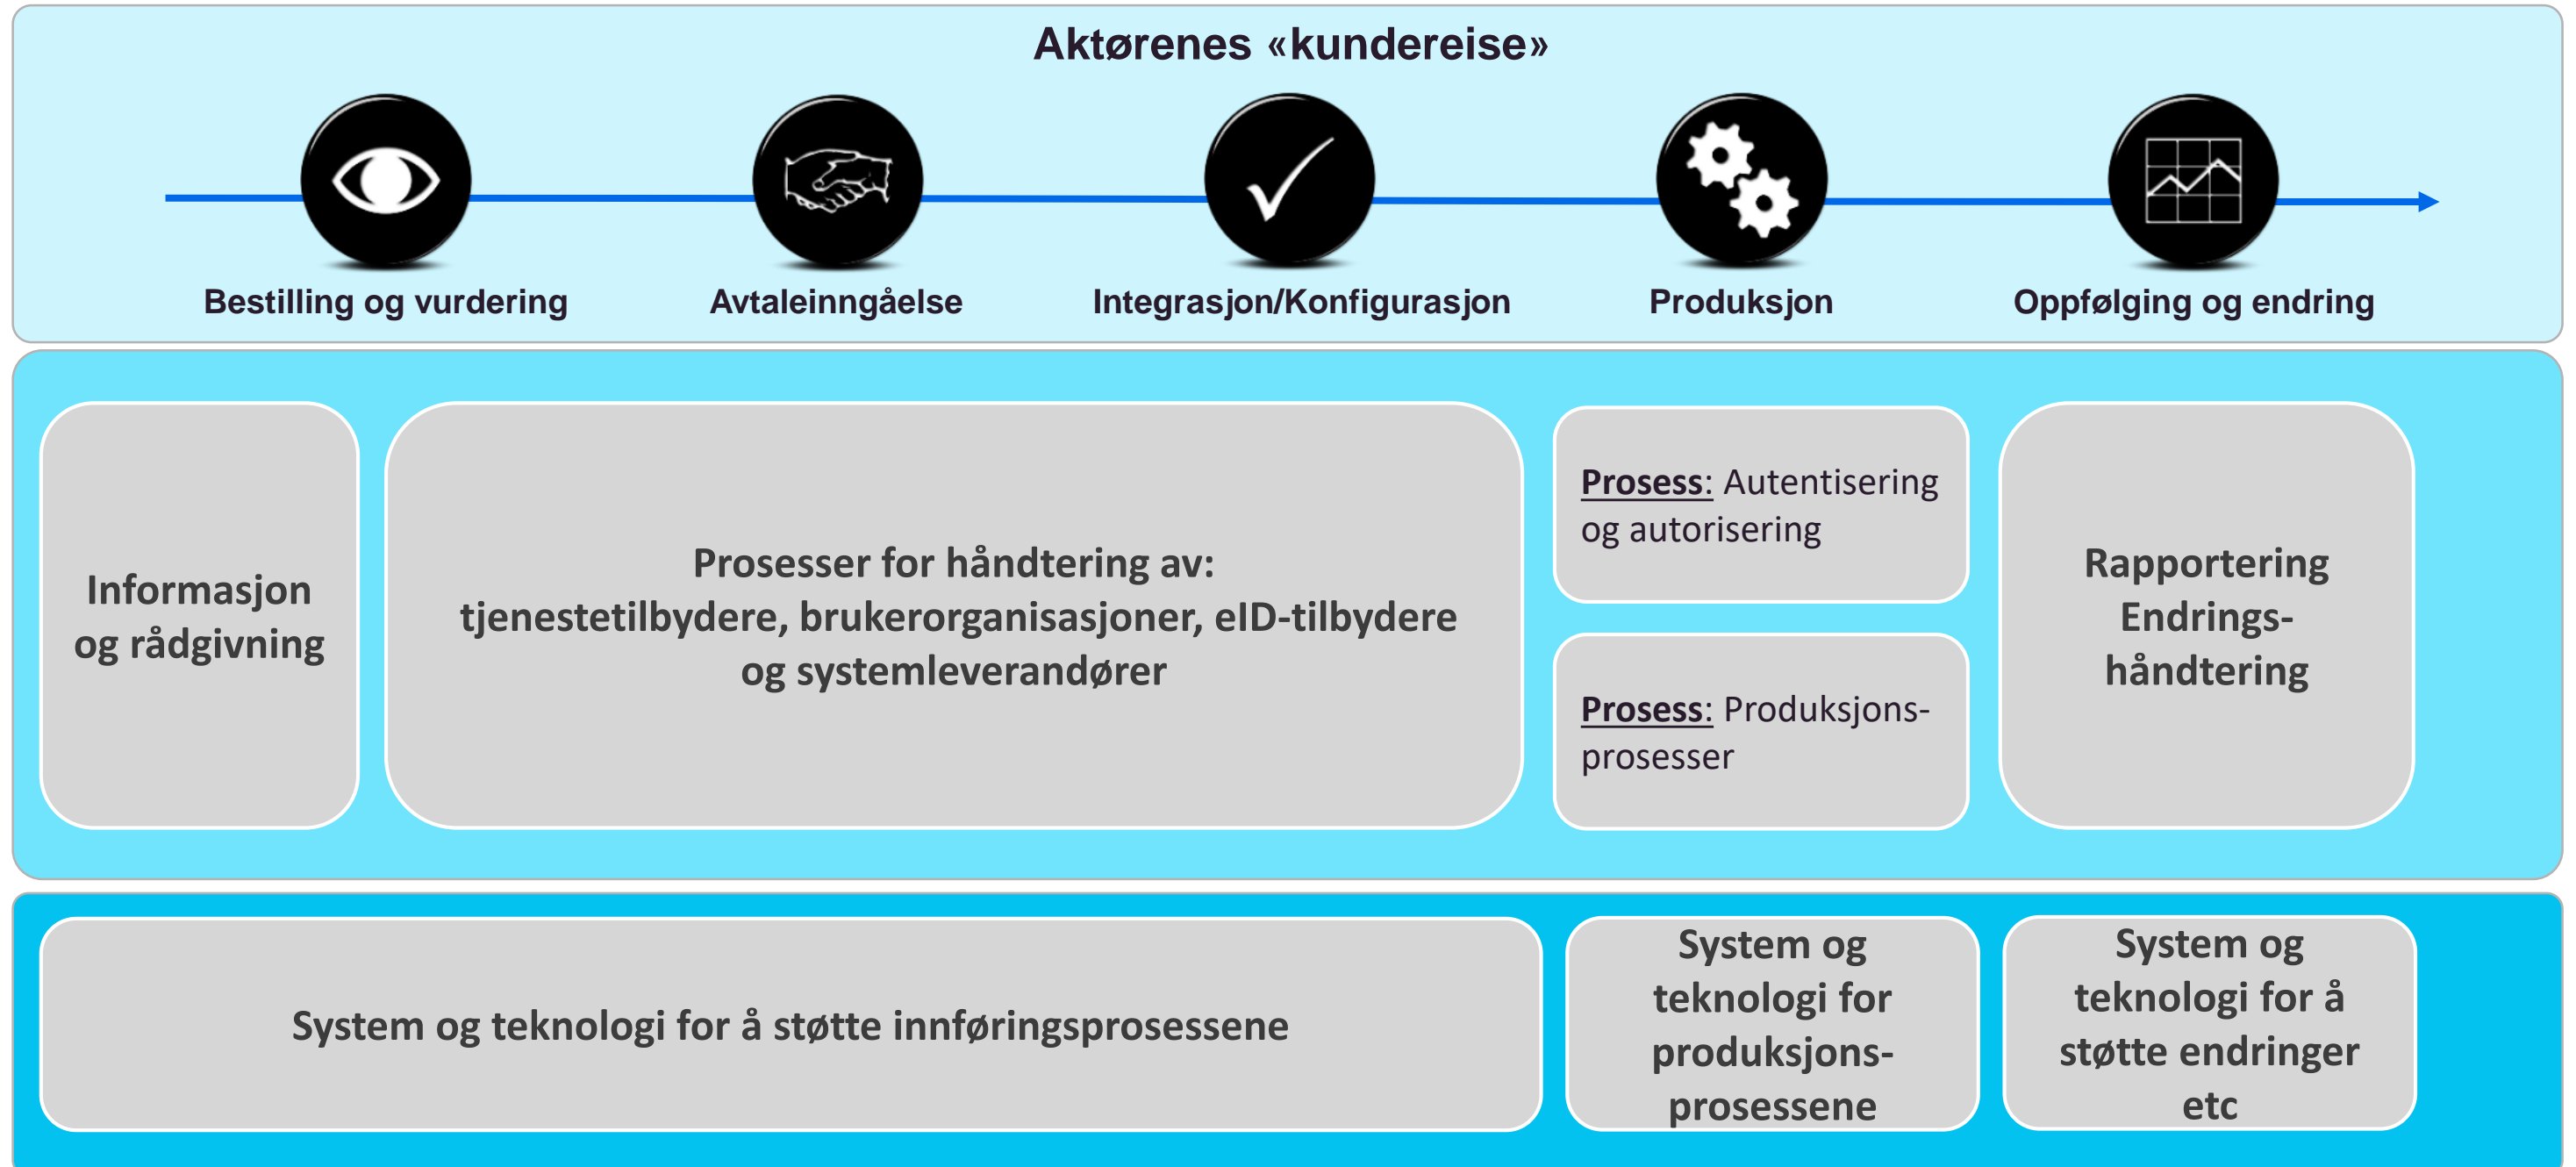 Aktørenes «kundereise»
Bestilling og vurdering
Avtaleinngåelse
Integrasjon/Konfigurasjon
Produksjon
Oppfølging og endring
Informasjon
og rådgivning
Prosesser for håndtering av:
tjenestetilbydere, brukerorganisasjoner, eID-tilbydere
og systemleverandører
Prosess: Autentisering
og autorisering
Prosess: Produksjons-
prosesser
Rapportering
Endrings-
håndtering
System og teknologi for å støtte innføringsprosessene
System og
teknologi for
produksjons-
prosessene
System og
teknologi for å
støtte endringer
etc